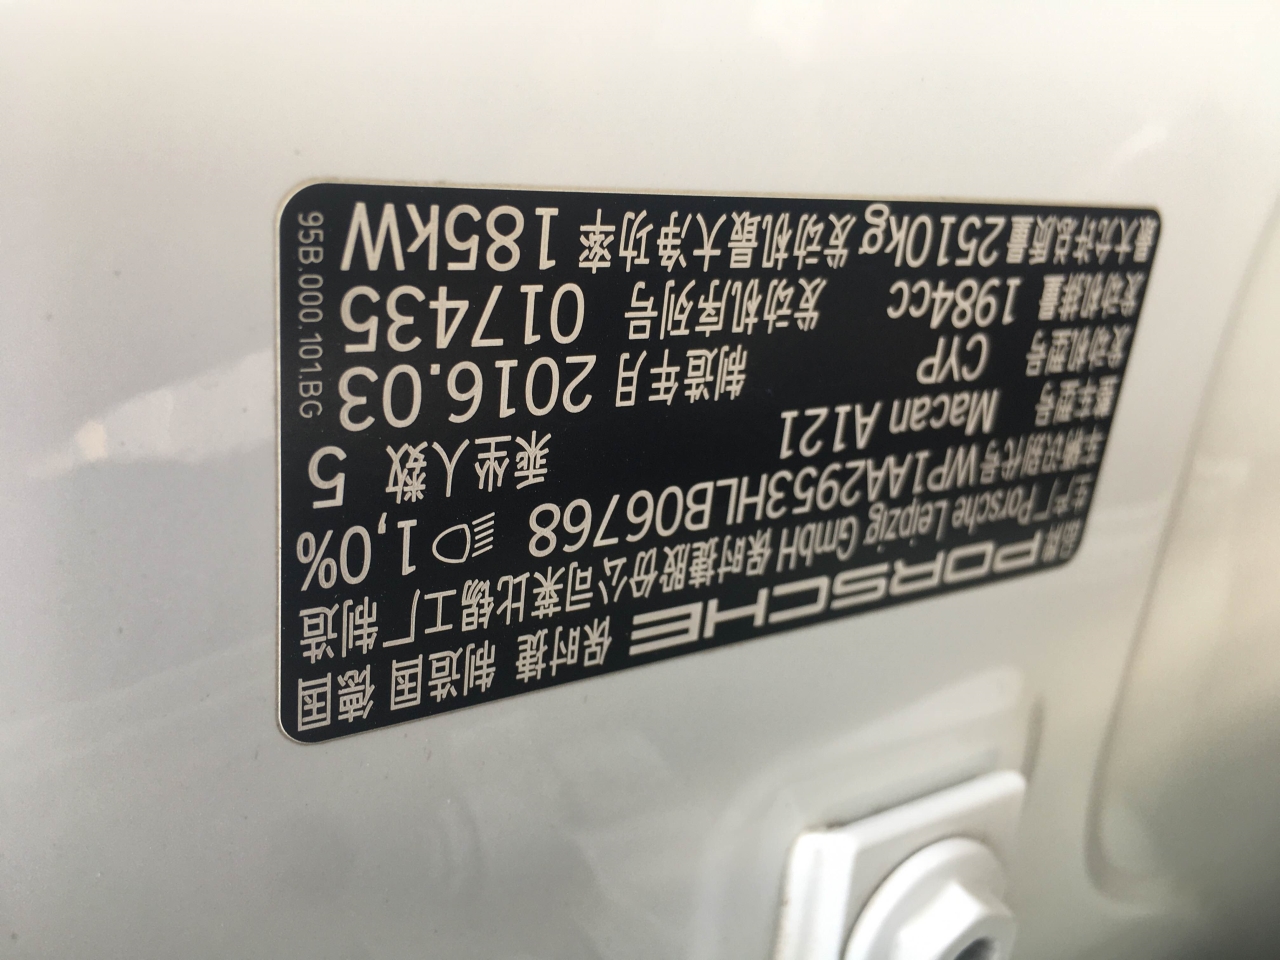 品牌 PORSCHE 保时捷 制造国 德国
生产厂 Porsche Leipzig GmbH 保时捷股份公司莱比锡工厂 制造
车辆识别代号 WP1AA2953HLB06768 1,0%
整车型号 Macan A121 乘坐人数 5
发动机型号 CYP 制造年月 2016.03
发动机排量 1984cc 发动机序列号 017435
最大允许总质量 2510kg 发动机最大净功率 185kW
95B.000.101.BG